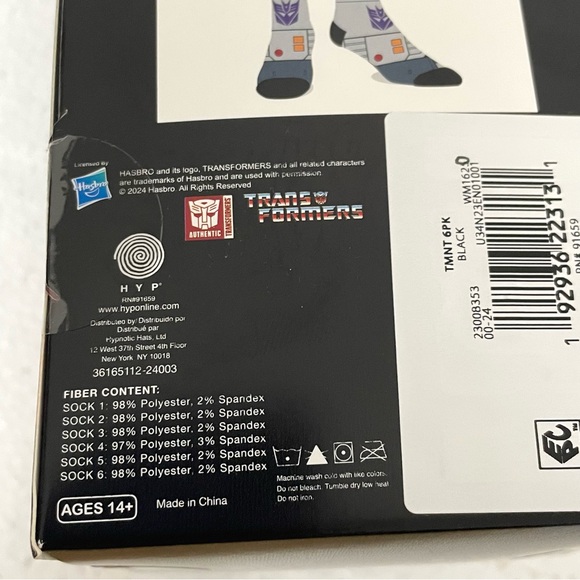 Licensed by
Hasbro
HASBRO and its logo, TRANSFORMERS and all related characters
are trademarks of Hasbro and are used with permission.
© 2024 Hasbro. All Rights Reserved
AUTHENTIC
TRANSFORMERS
TRANSFORMERS
HYP®
RN#91659
www.hyponline.com
Distributed by/Distribuido por
Distribué par
Hypnotic Hats, Ltd
12 West 37th Street 4th Floor
New York NY 10018
36165112-24003
FIBER CONTENT:
SOCK 1: 98% Polyester, 2% Spandex
SOCK 2: 98% Polyester, 2% Spandex
SOCK 3: 98% Polyester, 2% Spandex
SOCK 4: 97% Polyester, 3% Spandex
SOCK 5: 98% Polyester, 2% Spandex
SOCK 6: 98% Polyester, 2% Spandex
Machine wash cold with like colors.
Do not bleach. Tumble dry low heat
Do not iron.
AGES 14+
Made in China
TMNT 6PK
BLACK
WM1620
U34N23EN01001
23008353
00-24
1 92936 22313 1
RN# 91659